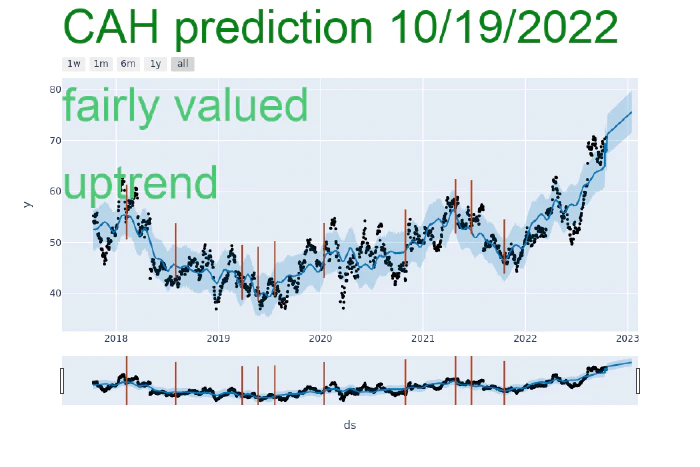 CAH prediction 10/19/2022
1w 1m 6m 1y all
fairly valued
uptrend
80
70
60
50
40
y
2018 2019 2020 2021 2022 2023
ds